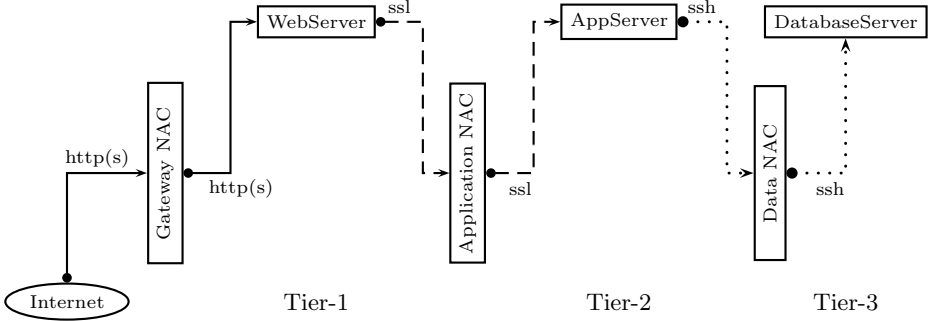 WebServer
ssl
AppServer
ssh
DatabaseServer
http(s)
Gateway NAC
http(s)
Application NAC
ssl
Data NAC
ssh
Internet
Tier-1
Tier-2
Tier-3